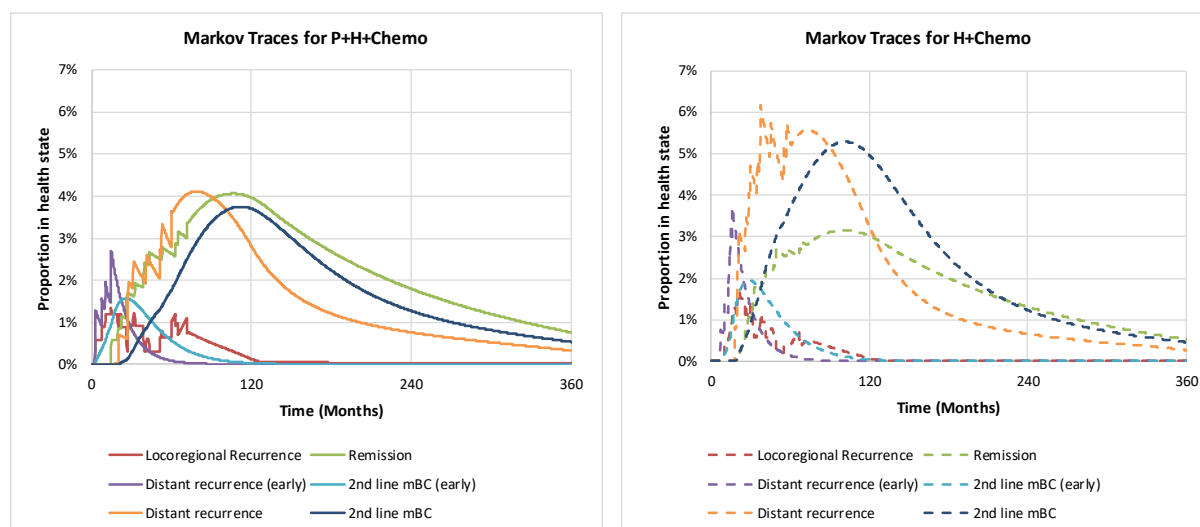 Markov Traces for P+H+Chemo
7%
6%
5%
4%
3%
2%
1%
0%
Proportion in health state
0
120
240
360
Time (Months)
Locoregional Recurrence
Remission
Distant recurrence (early)
2nd line mBC (early)
Distant recurrence
2nd line mBC
Markov Traces for H+Chemo
7%
6%
5%
4%
3%
2%
1%
0%
Proportion in health state
0
120
240
360
Time (Months)
Locoregional Recurrence
Remission
Distant recurrence (early)
2nd line mBC (early)
Distant recurrence
2nd line mBC